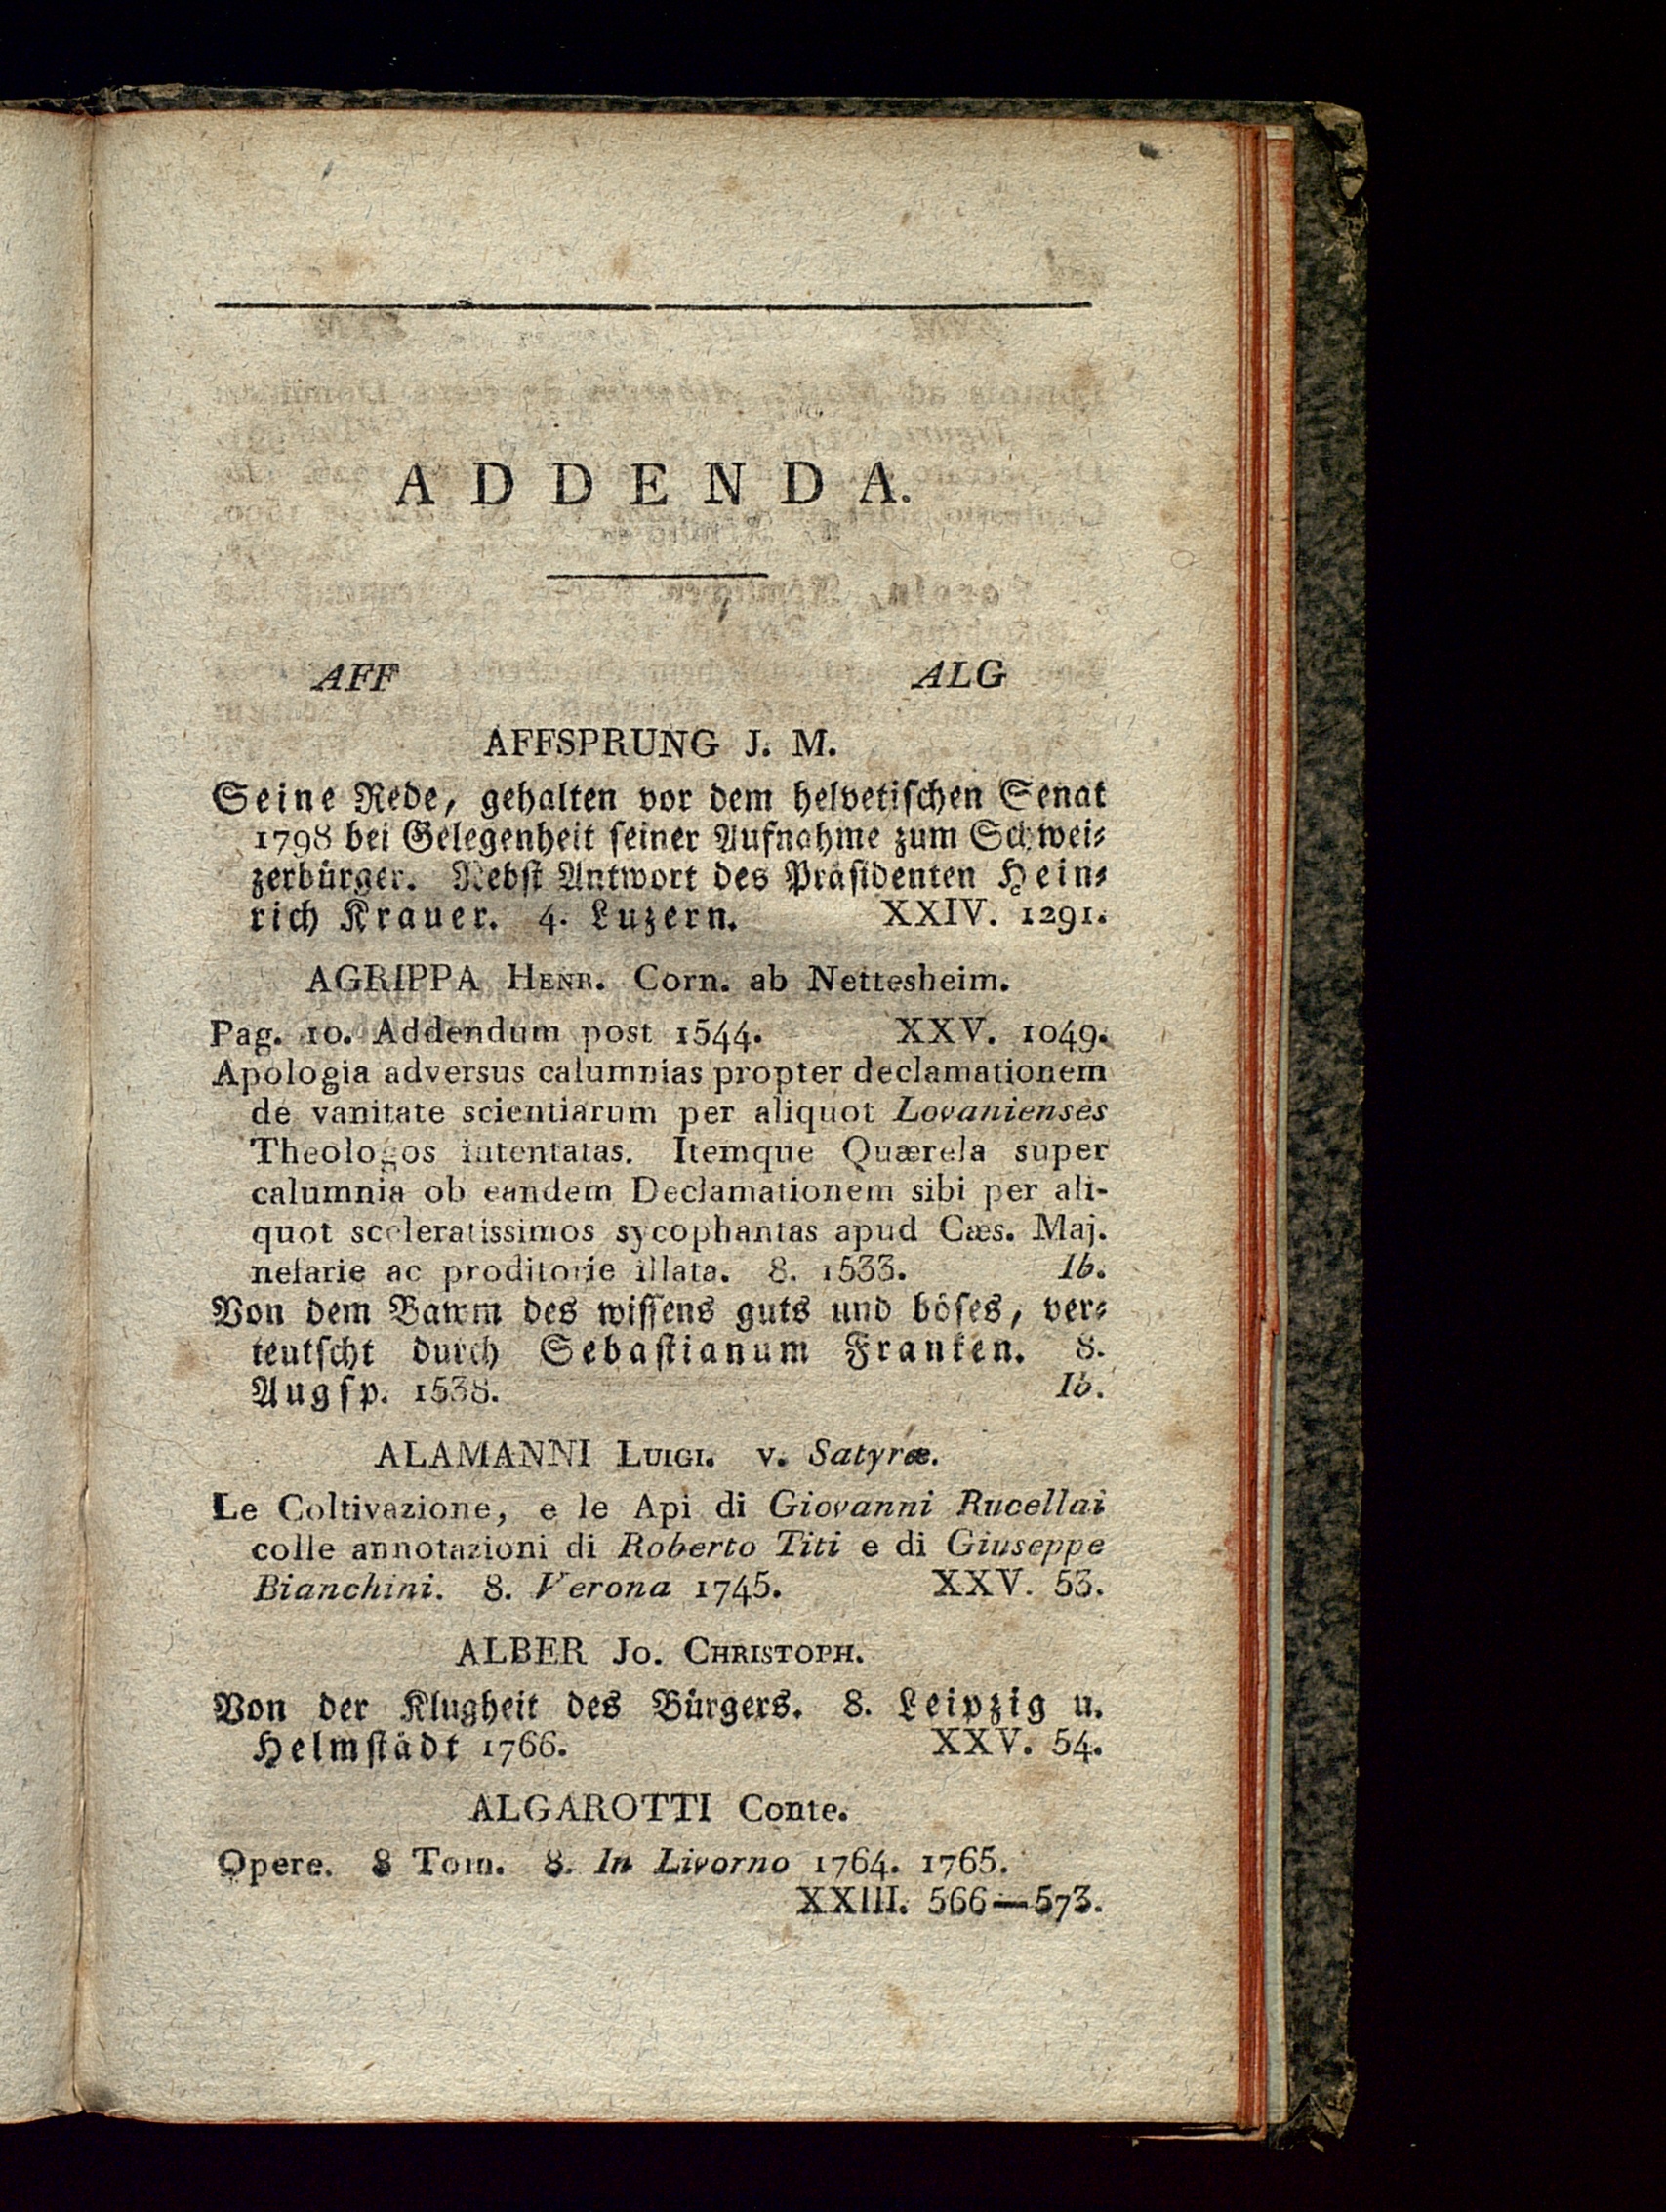 ADDENDA.
AFF ALG
AFFSPRUNG J. M.
Seine Rede, gehalten vor dem helvetischen Senat
1798 bei Gelegenheit seiner Aufnahme zum Schwei-
zerbürger. Nebst Antwort des Präsidenten Hein-
rich Krauer. 4. Luzern. XXIV. 1291.
AGRIPPA HENR. Corn. ab Nettesheim.
Pag. 10. Addendum post 1544. XXV. 1049.
Apologia adversus calumnias propter declamationem
de vanitate scientiarum per aliquot Lovanienses
Theologos intentatas. Itemque Quærela super
calumnia ob eandem Declamationem sibi per ali-
quot sceleratissimos sycophantas apud Cæs. Maj.
nefarie ac proditorie illata. 8. 1533. Ib.
Von dem Bawm des wissens guts und böses, ver-
teutscht durch Sebastianum Franken. 8.
Augsp. 1538. Ib.
ALAMANNI LUIGI. v. Satyræ.
Le Coltivazione, e le Api di Giovanni Rucellai
colle annotazioni di Roberto Titi e di Giuseppe
Bianchini. 8. Verona 1745. XXV. 53.
ALBER JO. CHRISTOPH.
Von der Klugheit des Bürgers. 8. Leipzig u.
Helmstädt 1766. XXV. 54.
ALGAROTTI Conte.
Opere. 8 Tom. 8. In Livorno 1764. 1765.
XXIII. 566—573.